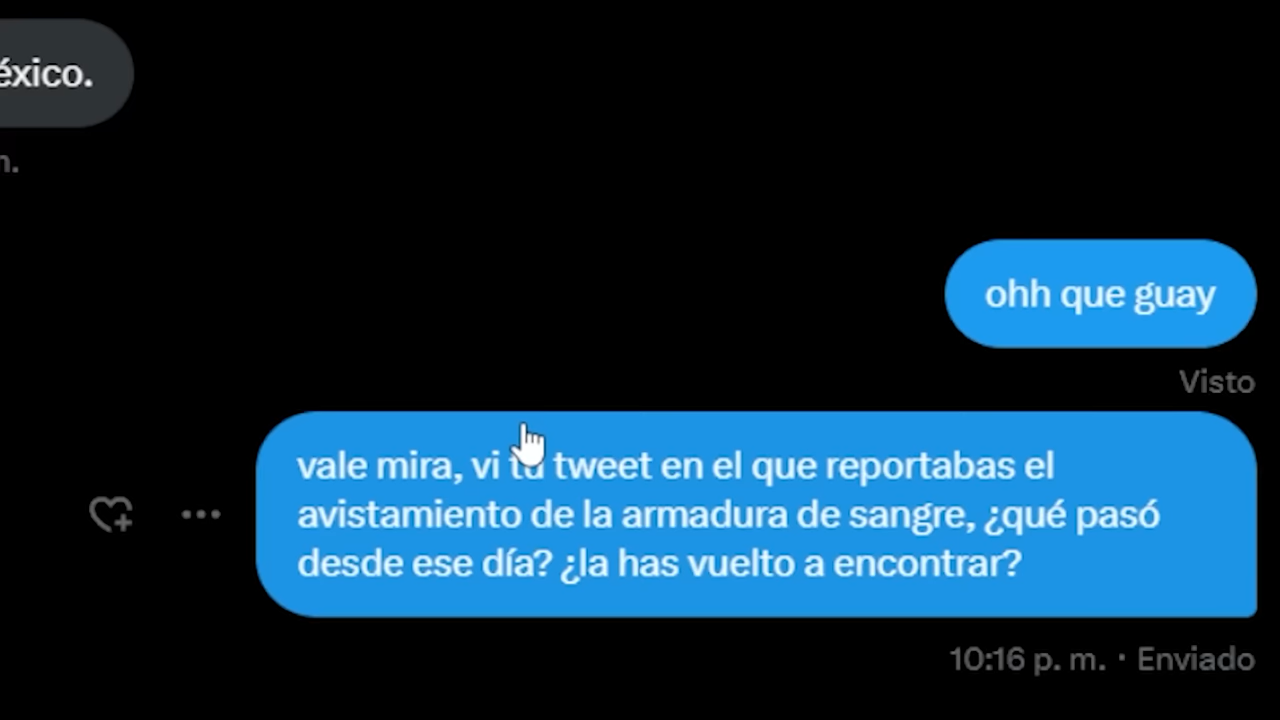 éxico.
ohh que guay
Visto
vale mira, vi tu tweet en el que reportabas el
avistamiento de la armadura de sangre, ¿qué pasó
desde ese día? ¿la has vuelto a encontrar?
10:16 p. m. · Enviado